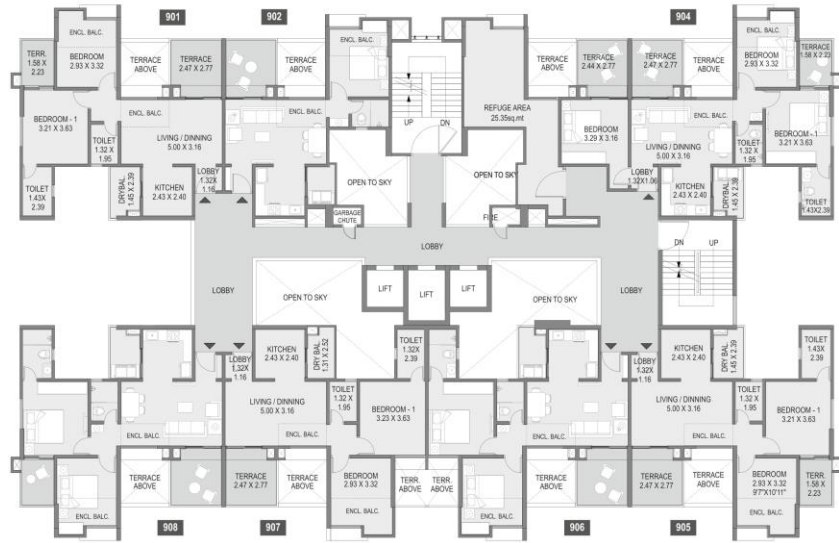 901
902
904
ENCL. BALC.
TERR.
1.58 X
2.23
BEDROOM
2.93 X 3.32
TERRACE
ABOVE
TERRACE
2.47 X 2.77
TERRACE
ABOVE
ENCL. BALC.
UP
DN
TERRACE
ABOVE
TERRACE
2.44 X 2.77
TERRACE
2.47 X 2.77
TERRACE
ABOVE
ENCL. BALC.
BEDROOM
2.93 X 3.32
TERRACE
1.58 X 2.23
REFUGE AREA
25.35sq.mt
BEDROOM - 1
3.21 X 3.63
ENCL. BALC.
TOILET
1.32 X
1.95
LIVING / DINNING
5.00 X 3.16
ENCL. BALC.
BEDROOM
3.29 X 3.16
ENCL. BALC.
LIVING / DINNING
5.00 X 3.16
TOILET
1.32 X
1.95
BEDROOM - 1
3.21 X 3.63
TOILET
1.43X
2.39
DRYBAL.
1.45 X 2.39
KITCHEN
2.43 X 2.40
LOBBY
1.32X
1.16
OPEN TO SKY
OPEN TO SKY
LOBBY
1.32X1.06
KITCHEN
2.43 X 2.40
DRYBAL.
1.45 X 2.39
TOILET
1.43X2.39
GARBAGE
CHUTE
FIRE
LOBBY
DN
UP
LOBBY
OPEN TO SKY
LIFT
LIFT
LIFT
OPEN TO SKY
LOBBY
LOBBY
1.32X
1.16
KITCHEN
2.43 X 2.40
DRY BAL.
1.31 X 2.52
TOILET
1.32X
2.39
LOBBY
1.32X
1.16
KITCHEN
2.43 X 2.40
DRY BAL.
1.45 X 2.39
TOILET
1.43X
2.39
LIVING / DINNING
5.00 X 3.16
TOILET
1.32 X
1.95
BEDROOM - 1
3.23 X 3.63
LIVING / DINNING
5.00 X 3.16
TOILET
1.32 X
1.95
BEDROOM - 1
3.21 X 3.63
ENCL. BALC.
ENCL. BALC.
ENCL. BALC.
ENCL. BALC.
ENCL. BALC.
TERRACE
ABOVE
TERRACE
2.47 X 2.77
TERRACE
ABOVE
BEDROOM
2.93 X 3.32
TERR.
ABOVE
TERR.
ABOVE
ENCL. BALC.
TERRACE
ABOVE
TERRACE
2.47 X 2.77
TERRACE
ABOVE
BEDROOM
2.93 X 3.32
9'7"X10'11"
TERR.
1.58 X
2.23
ENCL. BALC.
ENCL. BALC.
908
907
906
905